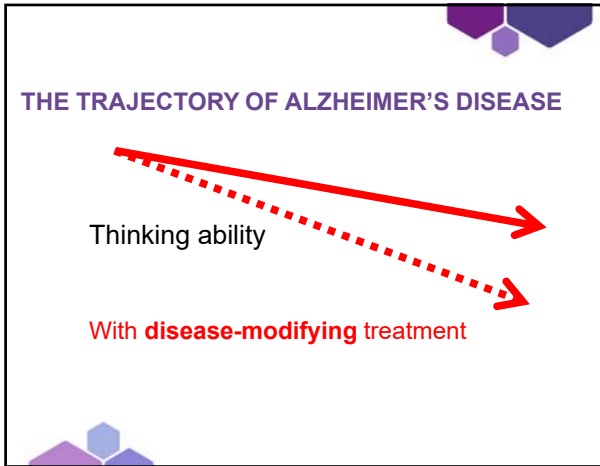 THE TRAJECTORY OF ALZHEIMER’S DISEASE
Thinking ability
With disease-modifying treatment